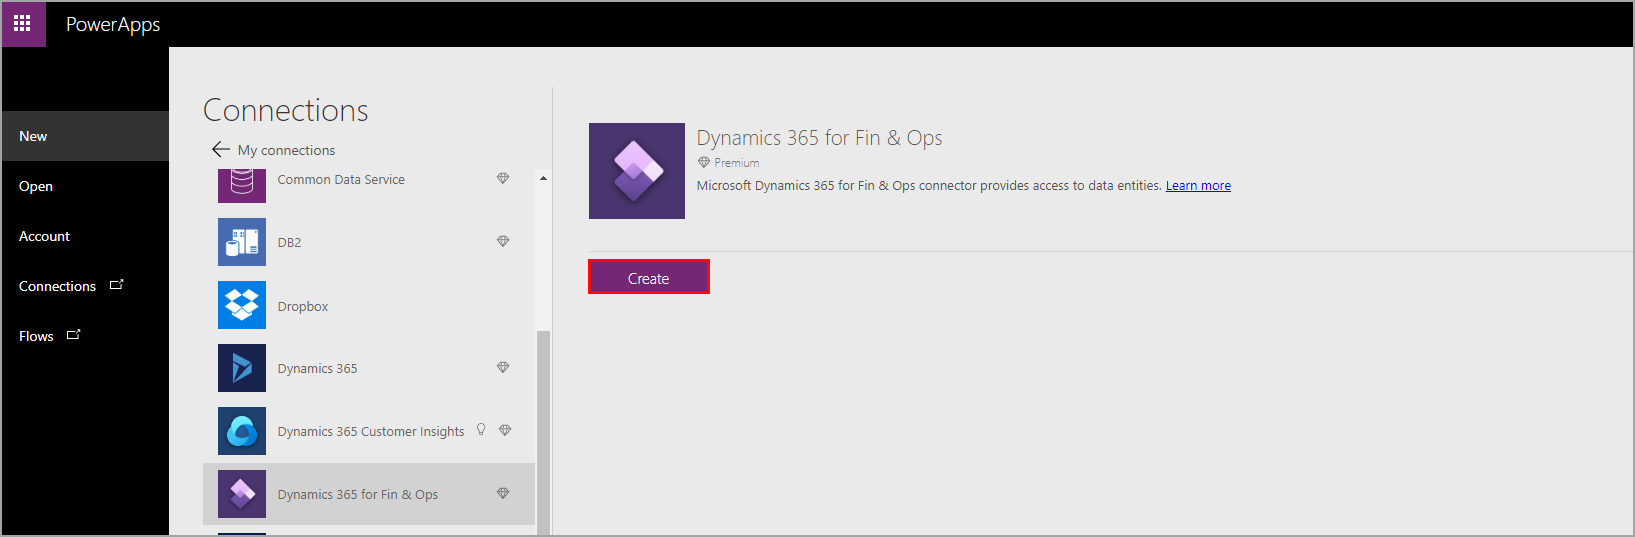 PowerApps
New
Open
Account
Connections
Flows
Connections
My connections
Common Data Service
DB2
Dropbox
Dynamics 365
Dynamics 365 Customer Insights
Dynamics 365 for Fin & Ops
Dynamics 365 for Fin & Ops
Premium
Microsoft Dynamics 365 for Fin & Ops connector provides access to data entities. Learn more
Create